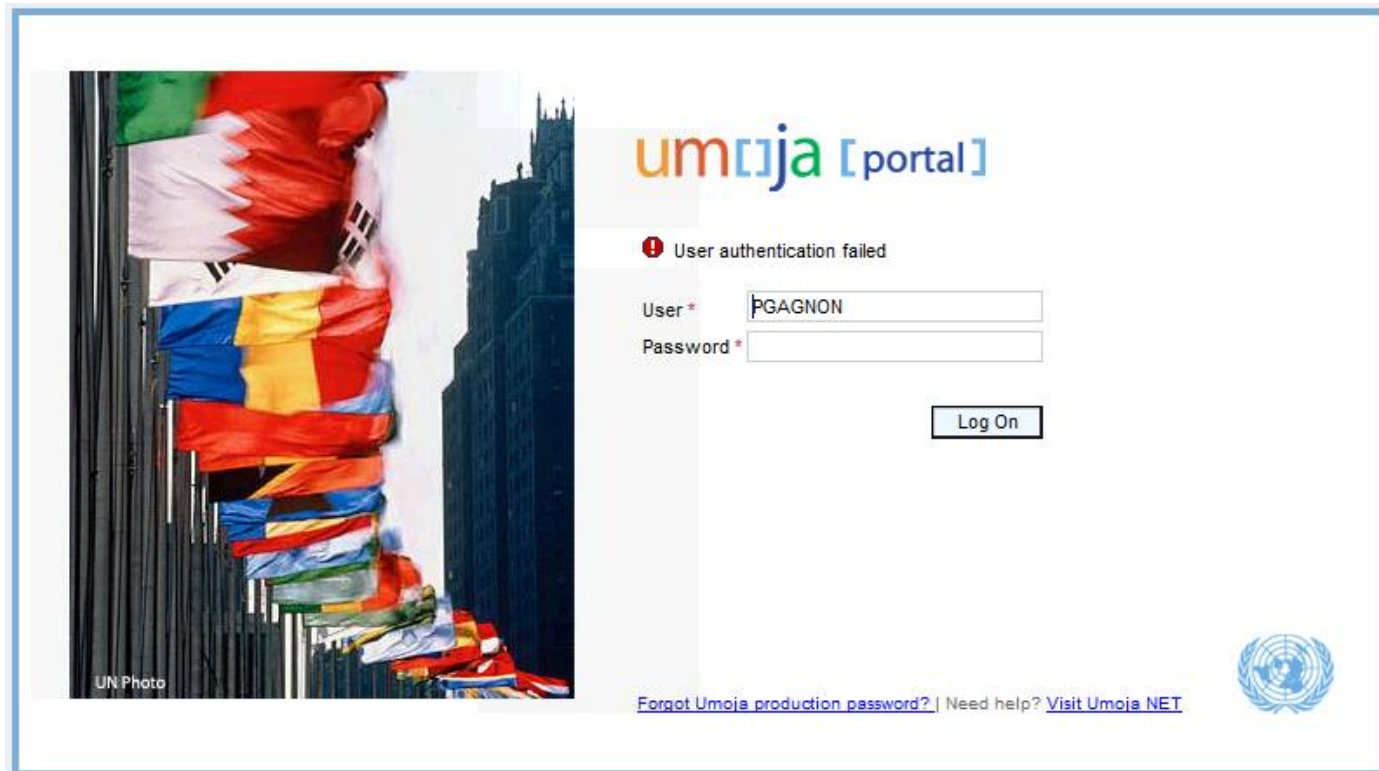 um[]ja [portal]
User authentication failed
User * PGAGNON
Password *
Log On
UN Photo
Forgot Umoja production password? | Need help? Visit Umoja NET